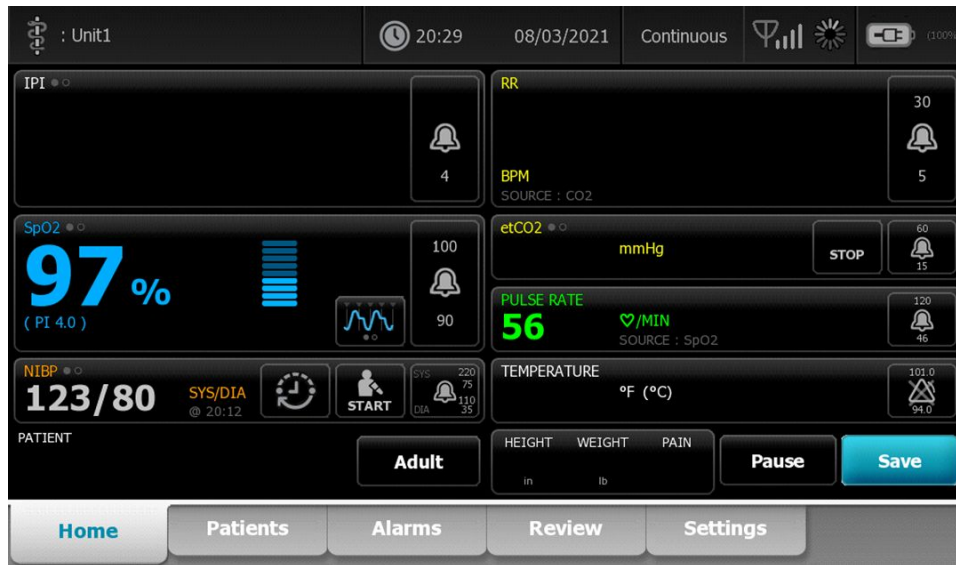 : Unit1
20:29
08/03/2021
Continuous
(100%
IPI
4
RR
BPM
SOURCE : CO2
30
5
SpO2
97 %
( PI 4.0 )
100
90
etCO2
mmHg
STOP
60
15
PULSE RATE
56
/MIN
SOURCE : SpO2
120
46
NIBP
123/80
SYS/DIA
@ 20:12
START
SYS 220
75
110
DIA 35
TEMPERATURE
°F (°C)
101.0
94.0
PATIENT
Adult
HEIGHT WEIGHT PAIN
in lb
Pause
Save
Home
Patients
Alarms
Review
Settings